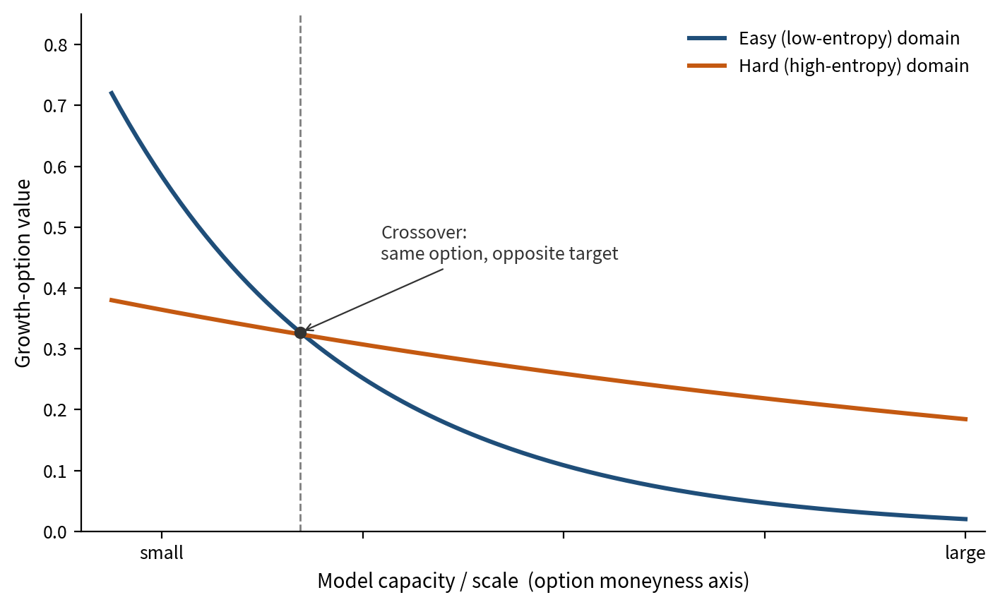 Easy (low-entropy) domain
Hard (high-entropy) domain
Growth-option value
0.8
0.7
0.6
0.5
0.4
0.3
0.2
0.1
0.0
Crossover:
same option, opposite target
small
large
Model capacity / scale  (option moneyness axis)